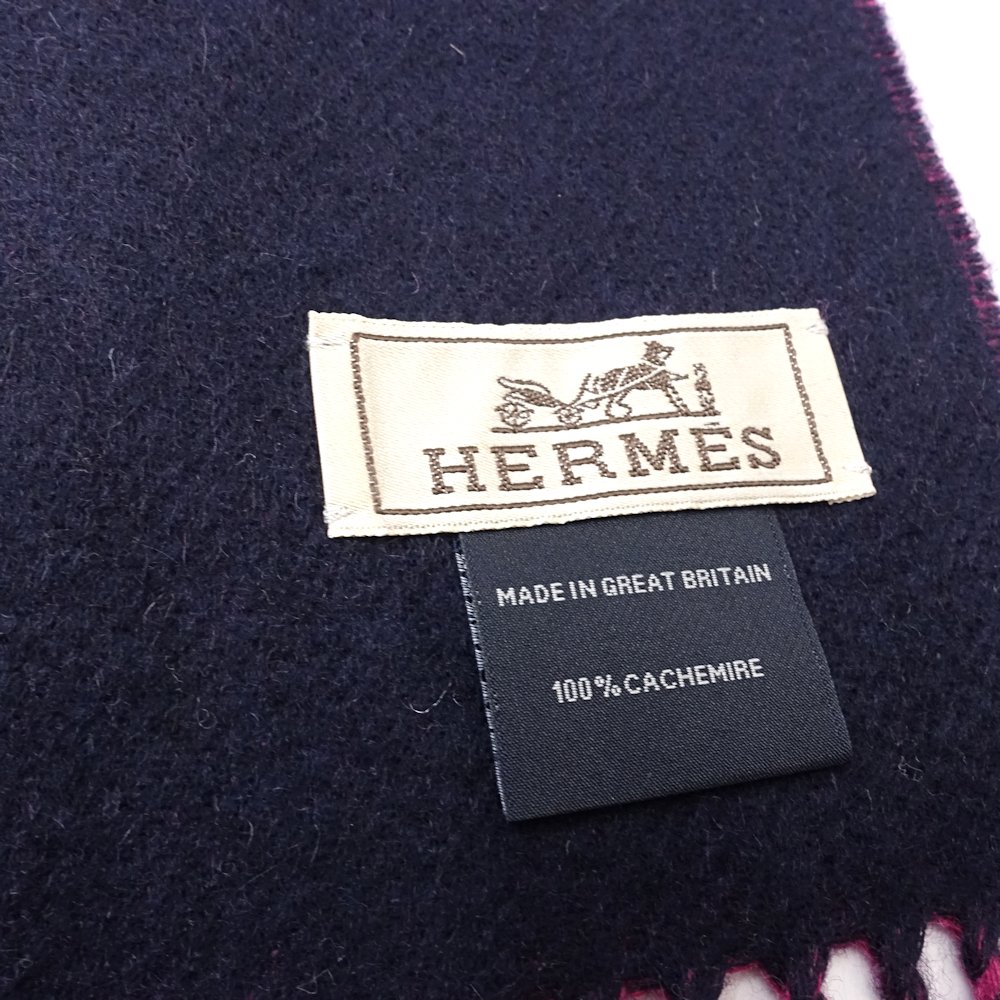 HERMÈS
MADE IN GREAT BRITAIN
100% CACHEMIRE